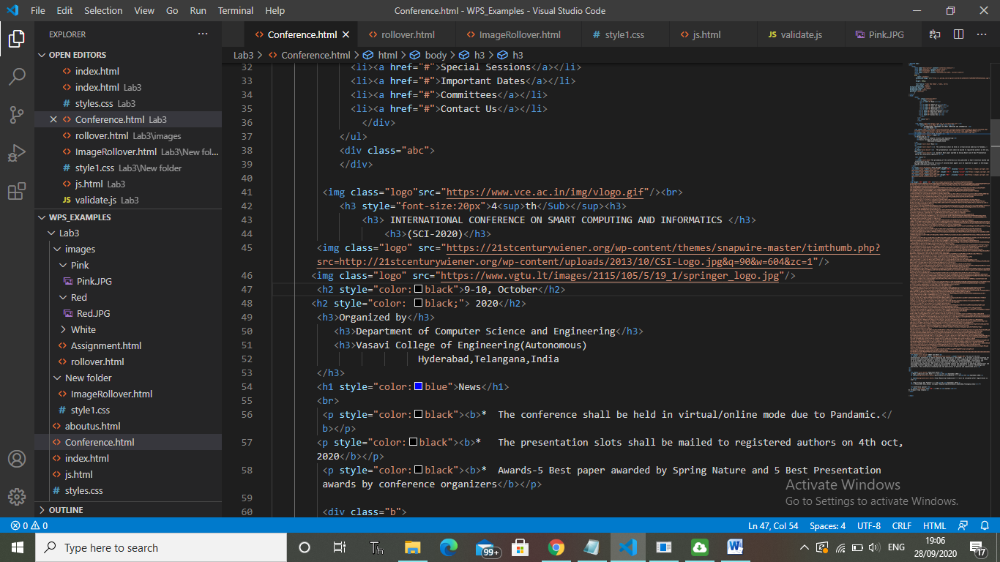 File Edit Selection View Go Run Terminal Help Conference.html - WPS_Examples - Visual Studio Code
EXPLORER ···
Conference.html rollover.html ImageRollover.html # style1.css js.html JS validate.js PinkJPG
Lab3 > Conference.html > html > body > h3 > h3
OPEN EDITORS
index.html
index.html Lab3
# styles.css Lab3
Conference.html Lab3
rollover.html Lab3\images
ImageRollover.html Lab3\New fol...
# style1.css Lab3\New folder
js.html Lab3
JS validate.js Lab3
WPS_EXAMPLES
Lab3
images
Pink
Pink.JPG
Red
Red.JPG
White
Assignment.html
rollover.html
New folder
ImageRollover.html
# style1.css
aboutus.html
Conference.html
index.html
js.html
# styles.css
OUTLINE
32 <li><a href="#">Special Sessions</a></li>
33 <li><a href="#">Important Dates</a></li>
34 <li><a href="#">Committees</a></li>
35 <li><a href="#">Contact Us</a></li>
36 </div>
37 </ul>
38 <div class="abc">
39 </div>
40
41 <img class="logo"src="https://www.vce.ac.in/img/vlogo.gif"/><br>
42 <h3 style="font-size:20px">4<sup>th</Sub></sup><h3>
43 <h3> INTERNATIONAL CONFERENCE ON SMART COMPUTING AND INFORMATICS </h3>
44 <h3>(SCI-2020)</h3>
45 <img class="logo" src="https://21stcenturywiener.org/wp-content/themes/snapwire-master/timthumb.php?
src=http://21stcenturywiener.org/wp-content/uploads/2013/10/CSI-Logo.jpg&q=90&w=604&zc=1"/>
46 <img class="logo" src="https://www.vgtu.lt/images/2115/105/5/19_1/springer_logo.jpg"/>
47 <h2 style="color:black">9-10, October</h2>
48 <h2 style="color: black;"> 2020</h2>
49 <h3>Organized by</h3>
50 <h3>Department of Computer Science and Engineering</h3>
51 <h3>Vasavi College of Engineering(Autonomous)
52 Hyderabad,Telangana,India
53 </h3>
54 <h1 style="color:blue">News</h1>
55 <br>
56 <p style="color:black"><b>* The conference shall be held in virtual/online mode due to Pandamic.</
b></p>
57 <p style="color:black"><b>* The presentation slots shall be mailed to registered authors on 4th oct,
2020</b></p>
58 <p style="color:black"><b>* Awards-5 Best paper awarded by Spring Nature and 5 Best Presentation
awards by conference organizers</b></p>
59
60 <div class="b">
Activate Windows
Go to Settings to activate Windows.
0 0 Ln 47, Col 54 Spaces: 4 UTF-8 CRLF HTML
Type here to search
99+
ENG
19:06
28/09/2020
17